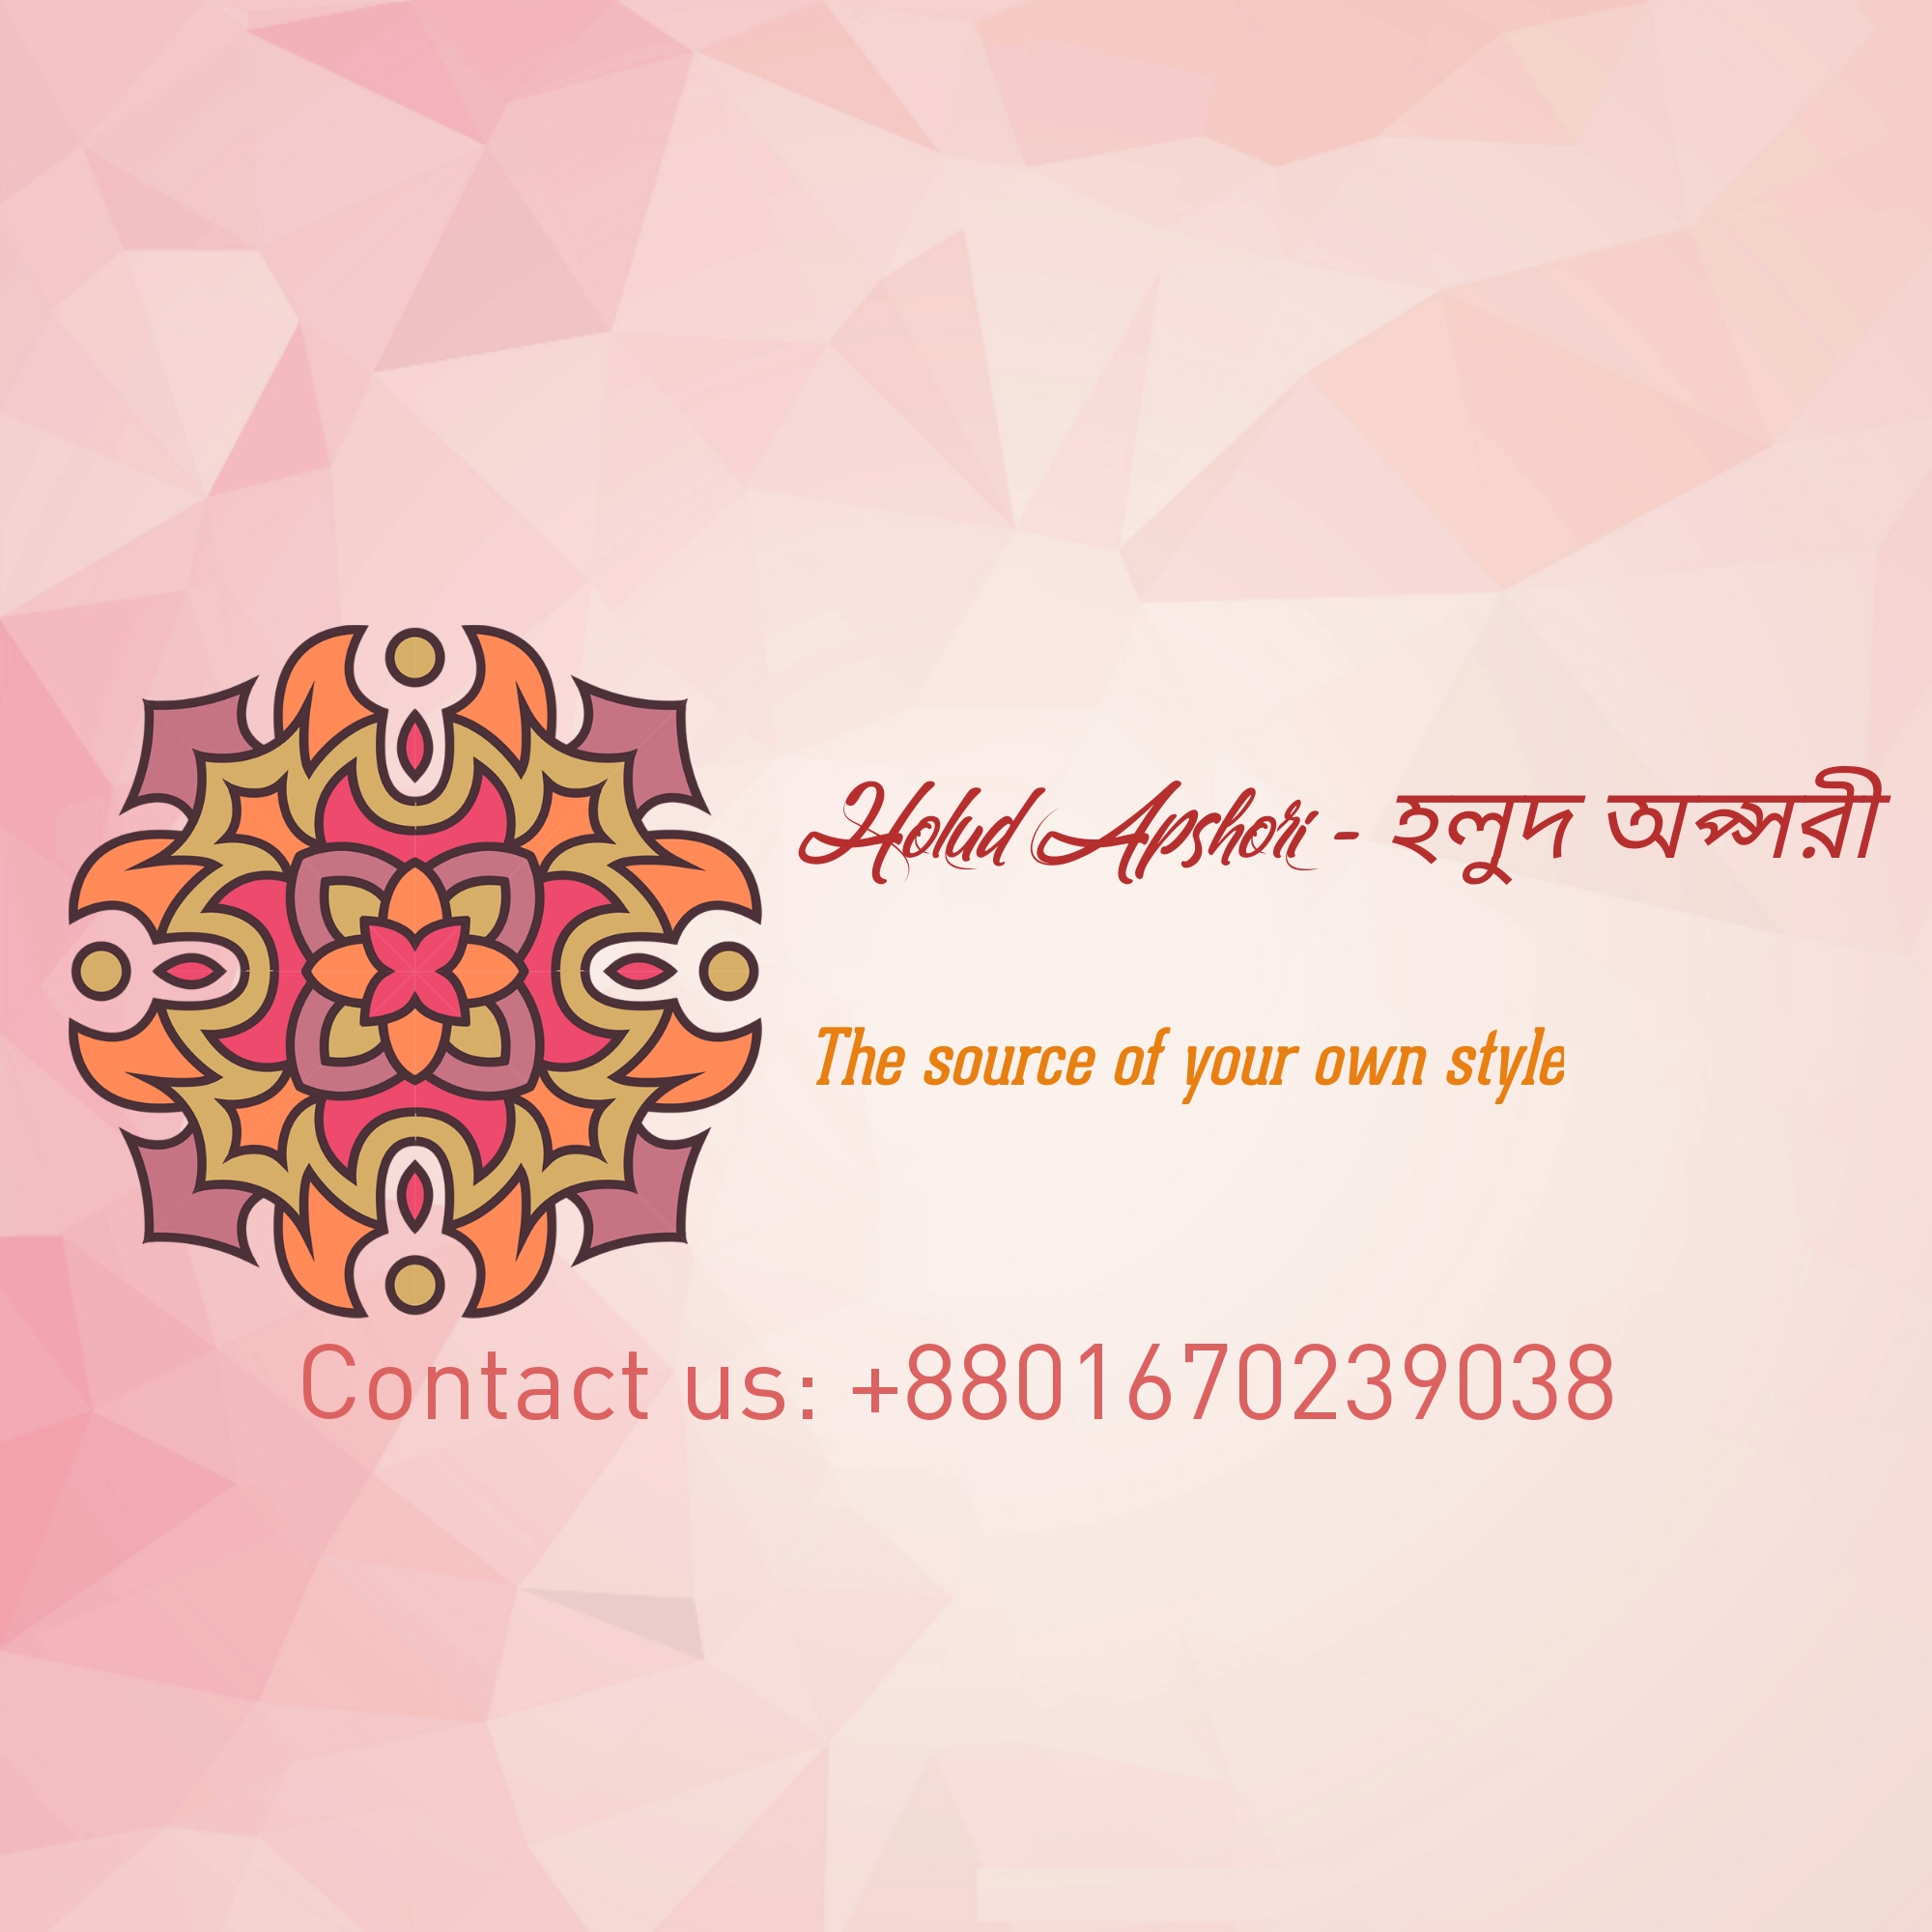 Holud Apshori - হলুদ অপ্সরী
The source of your own style
Contact us: +8801670239038